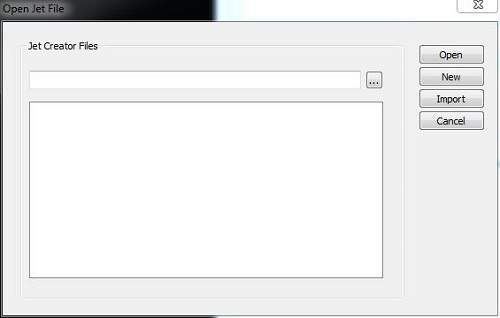 Open Jet File
Jet Creator Files
...
Open
New
Import
Cancel